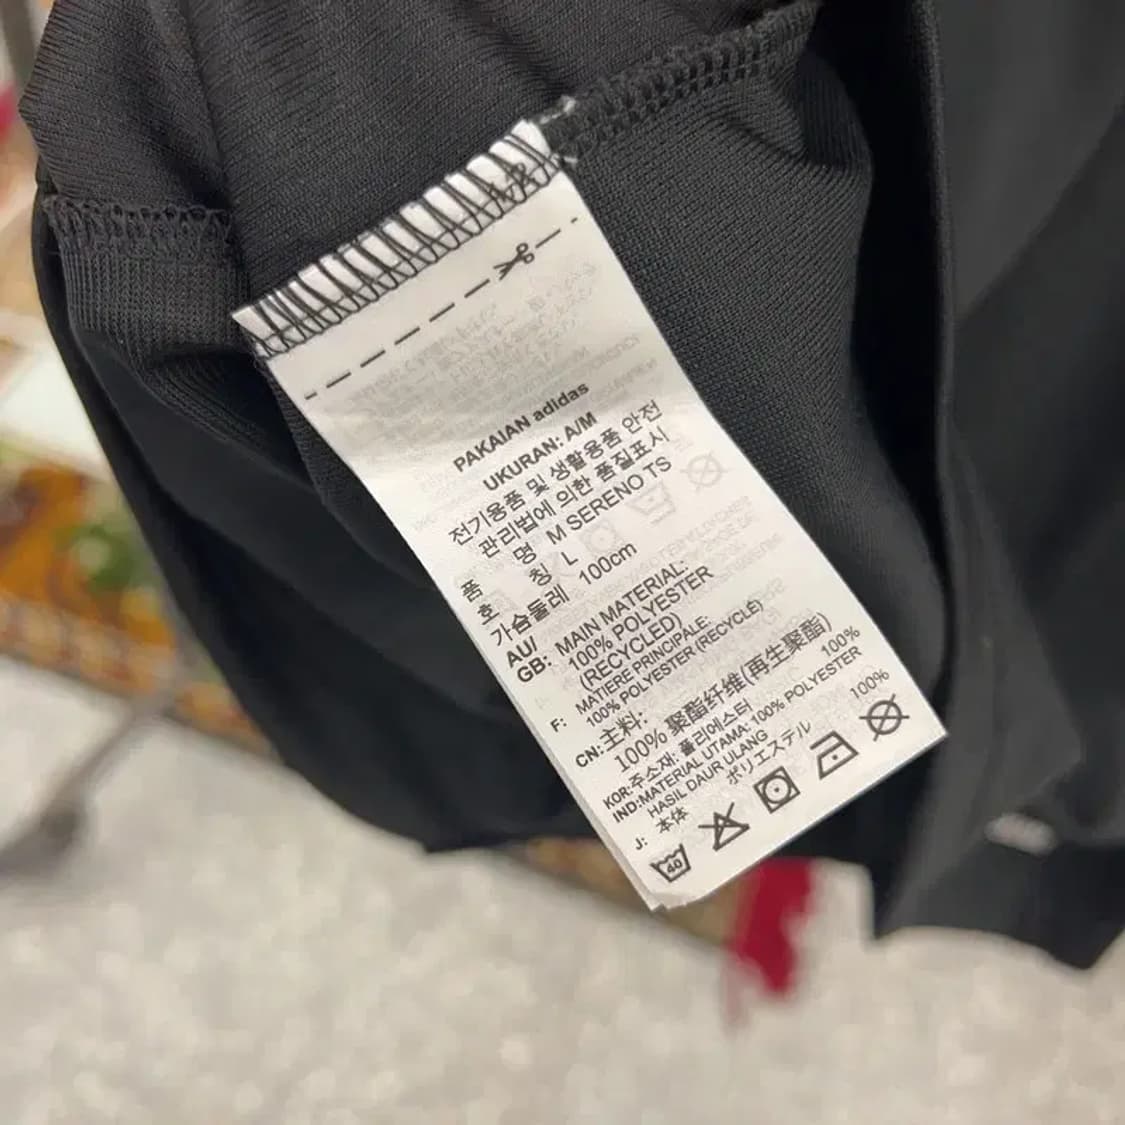 PAKAIAN adidas
UKURAN: A/M
전기용품 및 생활용품 안전
관리법에 의한 품질표시
품 명 M SERENO TS
호 칭 L
가슴둘레 100cm
AU/
GB: MAIN MATERIAL:
100% POLYESTER
(RECYCLED)
F: MATIERE PRINCIPALE:
100% POLYESTER (RECYCLÉ)
CN: 主料:
100% 聚酯纤维(再生聚酯)
KOR: 주소재: 폴리에스터 100%
IND: MATERIAL UTAMA: 100% POLYESTER
HASIL DAUR ULANG
J: 本体 ポリエステル 100%
40